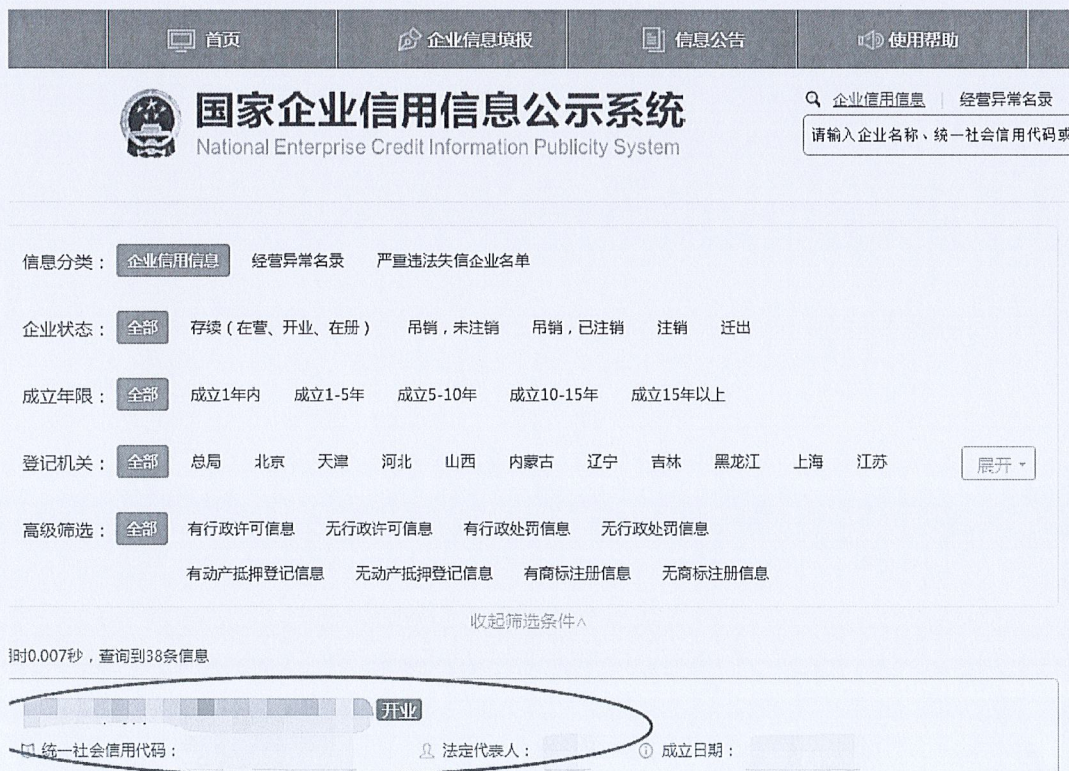 首页 企业信息填报 信息公告 使用帮助
国家企业信用信息公示系统
National Enterprise Credit Information Publicity System
企业信用信息 经营异常名录
请输入企业名称、统一社会信用代码或
信息分类： 企业信用信息 经营异常名录 严重违法失信企业名单
企业状态： 全部 存续（在营、开业、在册） 吊销，未注销 吊销，已注销 注销 迁出
成立年限： 全部 成立1年内 成立1-5年 成立5-10年 成立10-15年 成立15年以上
登记机关： 全部 总局 北京 天津 河北 山西 内蒙古 辽宁 吉林 黑龙江 上海 江苏 展开
高级筛选： 全部 有行政许可信息 无行政许可信息 有行政处罚信息 无行政处罚信息
有动产抵押登记信息 无动产抵押登记信息 有商标注册信息 无商标注册信息
收起筛选条件
用时0.007秒，查询到38条信息
开业
统一社会信用代码： 法定代表人： 成立日期：